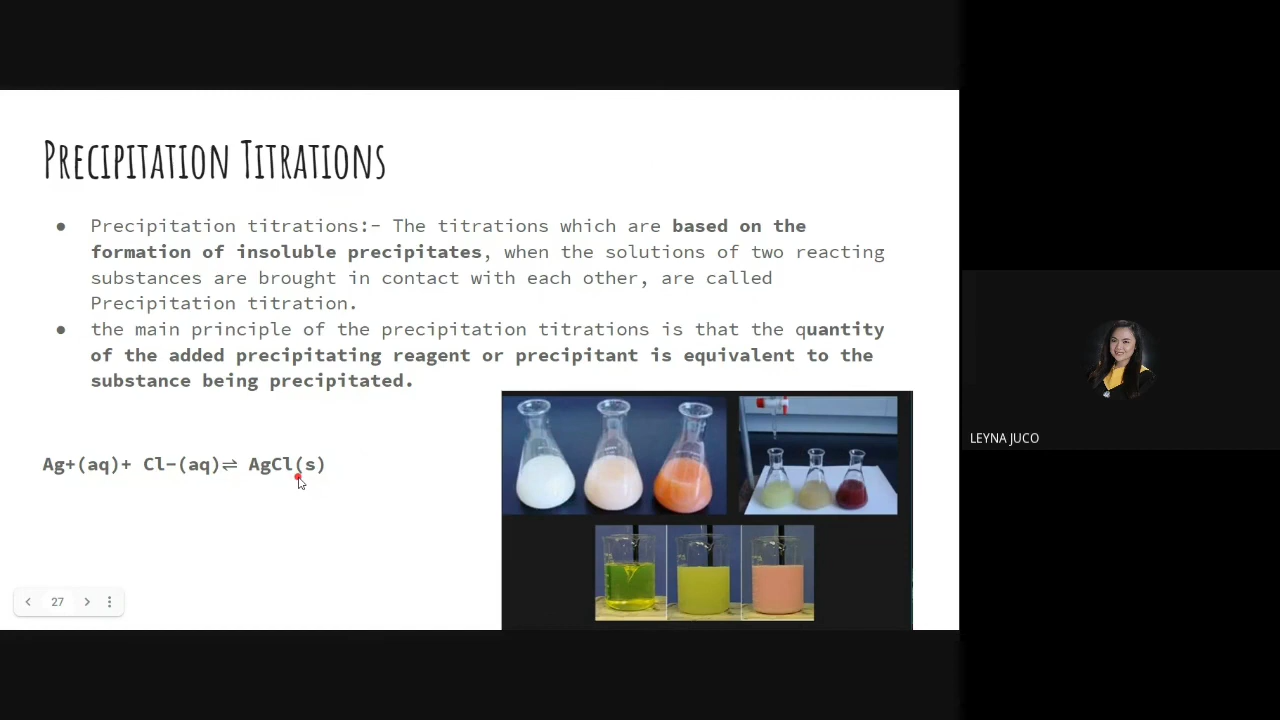 PRECIPITATION TITRATIONS
● Precipitation titrations:- The titrations which are based on the
formation of insoluble precipitates, when the solutions of two reacting
substances are brought in contact with each other, are called
Precipitation titration.
● the main principle of the precipitation titrations is that the quantity
of the added precipitating reagent or precipitant is equivalent to the
substance being precipitated.
Ag+(aq)+ Cl-(aq)⇌ AgCl(s)
27
LEYNA JUCO